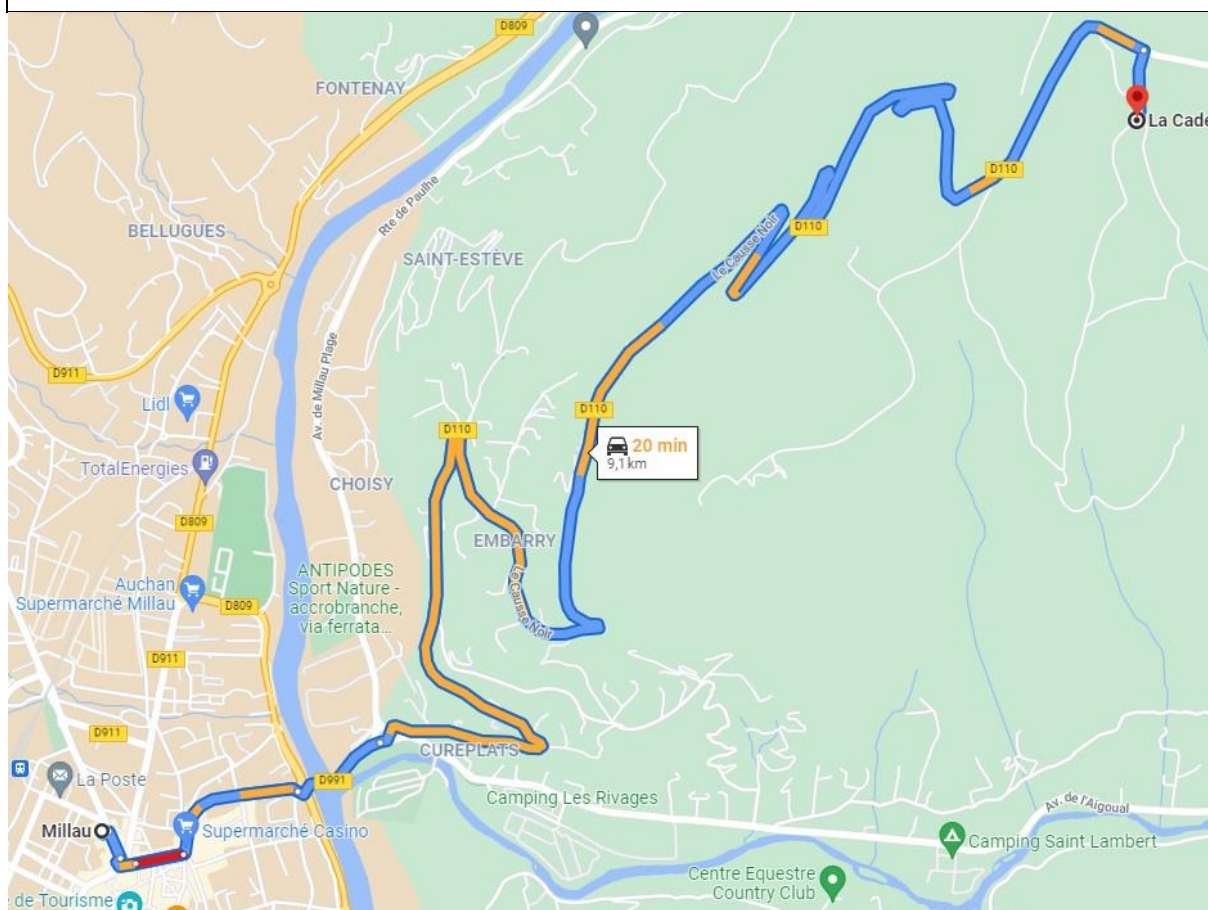 D809
FONTENAY
La Cade
D110
Rte de Paulhe
BELLUGUES
D110
Le Causse Noir
SAINT-ESTÈVE
D911
Av. de Millau Plage
Lidl
D110
D110
20 min
9,1 km
TotalEnergies
CHOISY
D809
EMBARRY
ANTIPODES
Sport Nature -
accrobranche,
via ferrata...
Auchan
Supermarché Millau
D809
Le Causse Noir
D911
D911
CUREPLATS
La Poste
D991
Camping Les Rivages
Av. de l'Aigoual
Millau
Supermarché Casino
Camping Saint Lambert
Centre Equestre
Country Club
e de Tourisme